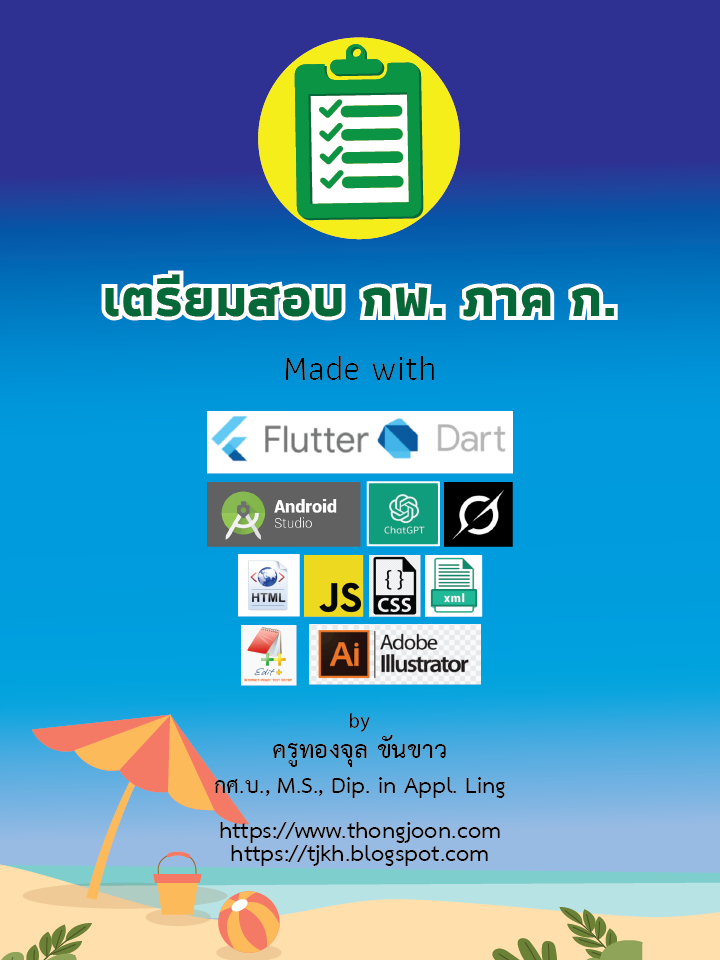 เตรียมสอบ กพ. ภาค ก.
Made with
Flutter Dart
Android
Studio
ChatGPT
HTML
JS
{ }
CSS
xml
Edit+
Ai
Adobe
Illustrator
by
ครูทองจุล ขันขาว
กศ.บ., M.S., Dip. in Appl. Ling
https://www.thongjoon.com
https://tjkh.blogspot.com